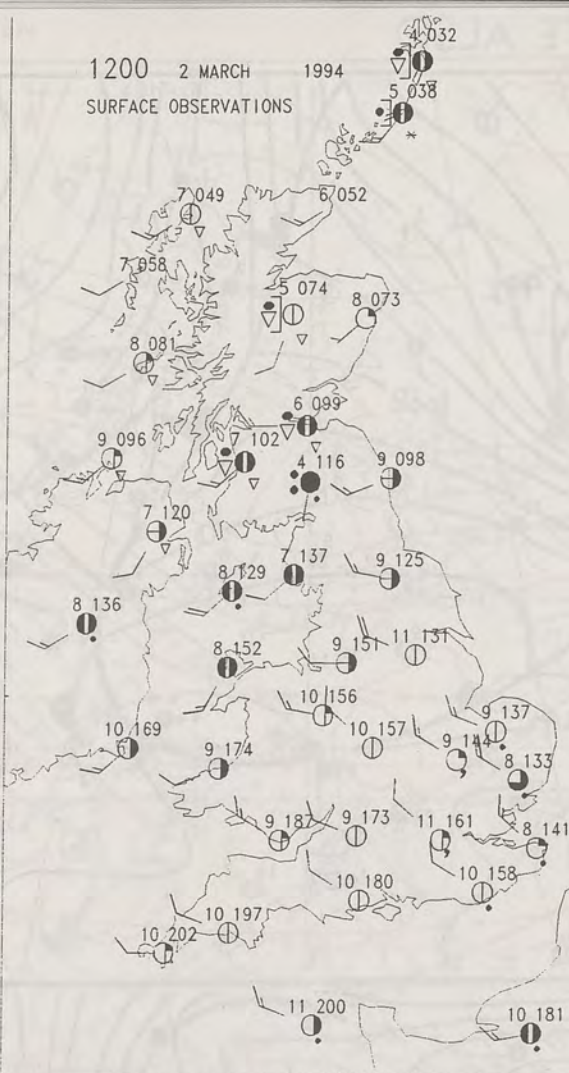 E AL
4 032
1200 2 MARCH 1994
5 038
SURFACE OBSERVATIONS
7 049 6 052
7 058
5 074 8 073
8 081
6 099
9 096 7 102
4 116 9 098
7 120
8 129 7 137 9 125
8 136
8 152 9 151 11 131
10 156 9 137
10 169 10 157 9 144
9 174 8 133
9 187 9 173 11 161 8 141
10 180 10 158
10 197
10 202
11 200 10 181